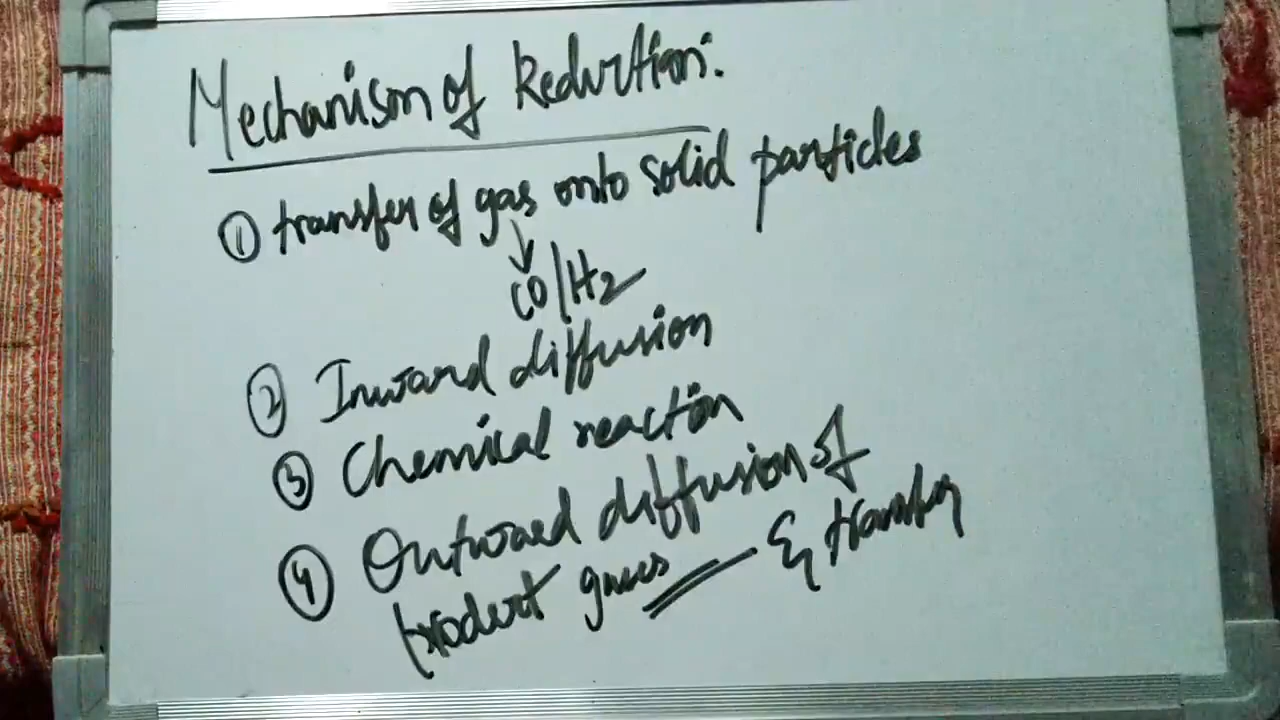 Mechanism of Reduction:
① transfer of gas onto solid particles
↓
CO/H2
② Inward diffusion
③ Chemical reaction
④ Outward diffusion of
product gases & transfer